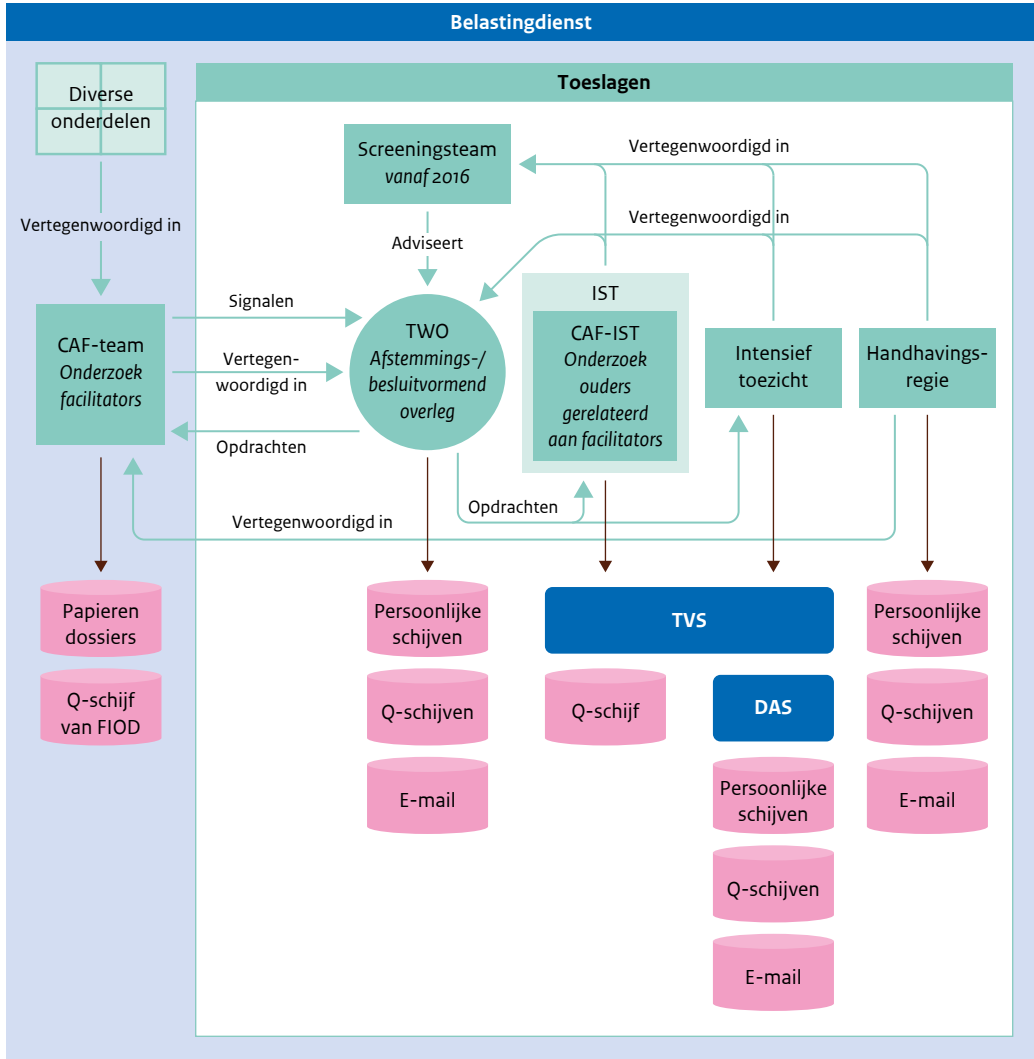 Belastingdienst
Diverse
onderdelen
Toeslagen
Screeningsteam
vanaf 2016
Vertegenwoordigd in
Vertegenwoordigd in
Vertegenwoordigd in
Adviseert
Signalen
IST
CAF-team
Onderzoek
facilitators
Vertegen-
woordigd in
TWO
Afstemmings-/
besluitvormend
overleg
CAF-IST
Onderzoek
ouders
gerelateerd
aan facilitators
Intensief
toezicht
Handhavings-
regie
Opdrachten
Opdrachten
Vertegenwoordigd in
Papieren
dossiers
Q-schijf
van FIOD
Persoonlijke
schijven
Q-schijven
E-mail
TVS
Q-schijf
DAS
Persoonlijke
schijven
Q-schijven
E-mail
Persoonlijke
schijven
Q-schijven
E-mail